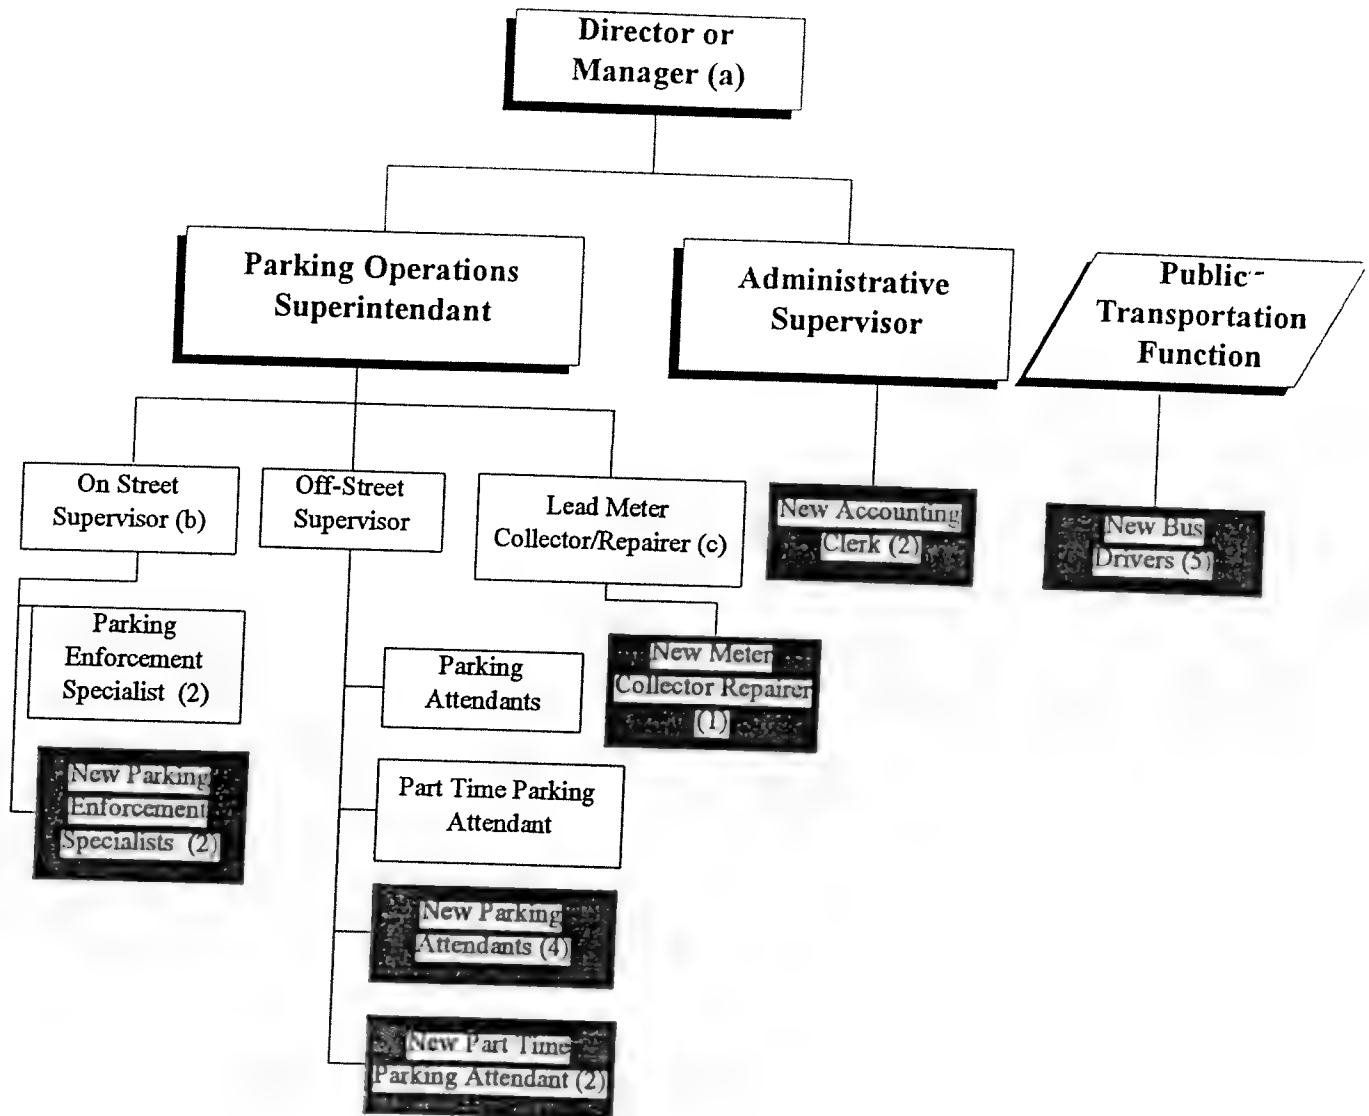 Director or
Manager (a)
Parking Operations
Superintendant
Administrative
Supervisor
Public
Transportation
Function
On Street
Supervisor (b)
Off-Street
Supervisor
Lead Meter
Collector/Repairer (c)
New Accounting
Clerk (2)
New Bus
Drivers (5)
Parking
Enforcement
Specialist (2)
Parking
Attendants
New Meter
Collector Repairer
(1)
New Parking
Enforcement
Specialists (2)
Part Time Parking
Attendant
New Parking
Attendants (4)
New Part Time
Parking Attendant (2)